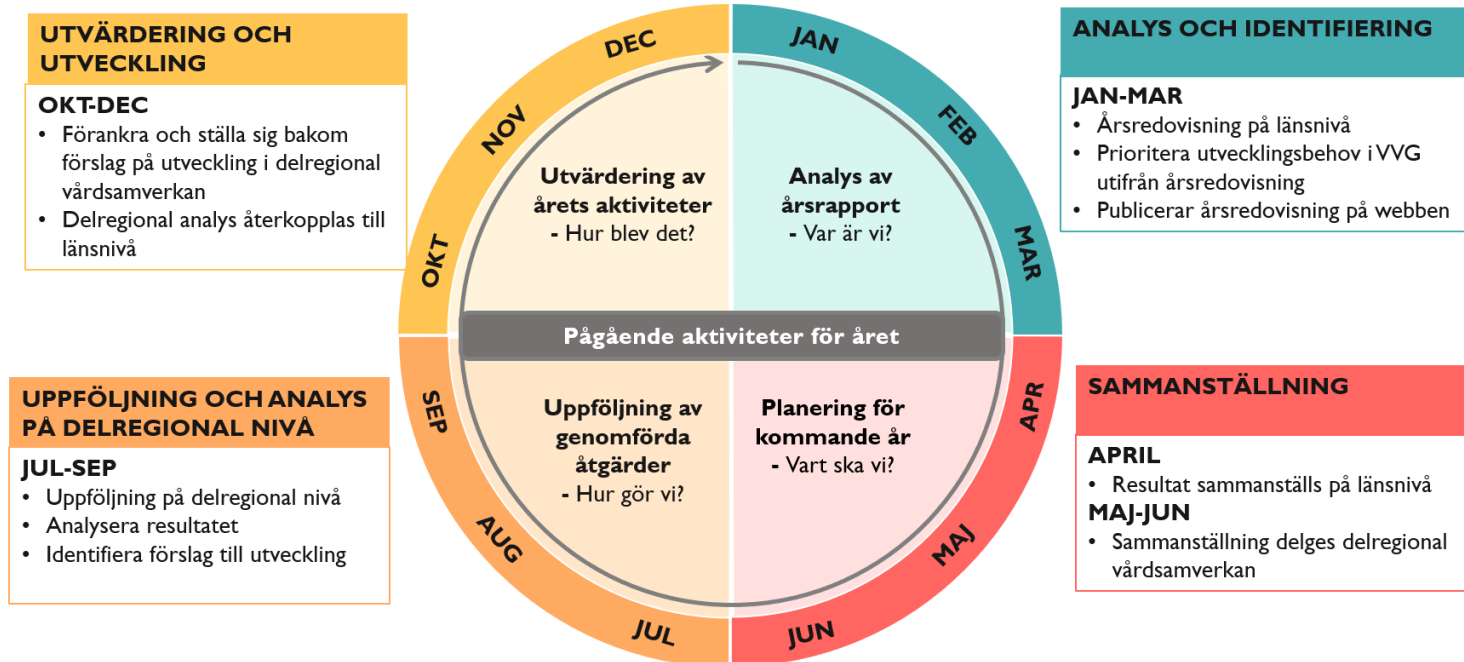 UTVÄRDERING OCH
UTVECKLING
OKT-DEC
• Förankra och ställa sig bakom
förslag på utveckling i delregional
vårdsamverkan
• Delregional analys återkopplas till
länsnivå
ANALYS OCH IDENTIFIERING
JAN-MAR
• Årsredovisning på länsnivå
• Prioritera utvecklingsbehov i VVG
utifrån årsredovisning
• Publicerar årsredovisning på webben
UPPFÖLJNING OCH ANALYS
PÅ DELREGIONAL NIVÅ
JUL-SEP
• Uppföljning på delregional nivå
• Analysera resultatet
• Identifiera förslag till utveckling
SAMMANSTÄLLNING
APRIL
• Resultat sammanställs på länsnivå
MAJ-JUN
• Sammanställning delges delregional
vårdsamverkan
JAN
FEB
MAR
APR
MAJ
JUN
JUL
AUG
SEP
OKT
NOV
DEC
Utvärdering av
årets aktiviteter
- Hur blev det?
Analys av
årsrapport
- Var är vi?
Pågående aktiviteter för året
Uppföljning av
genomförda
åtgärder
- Hur gör vi?
Planering för
kommande år
- Vart ska vi?